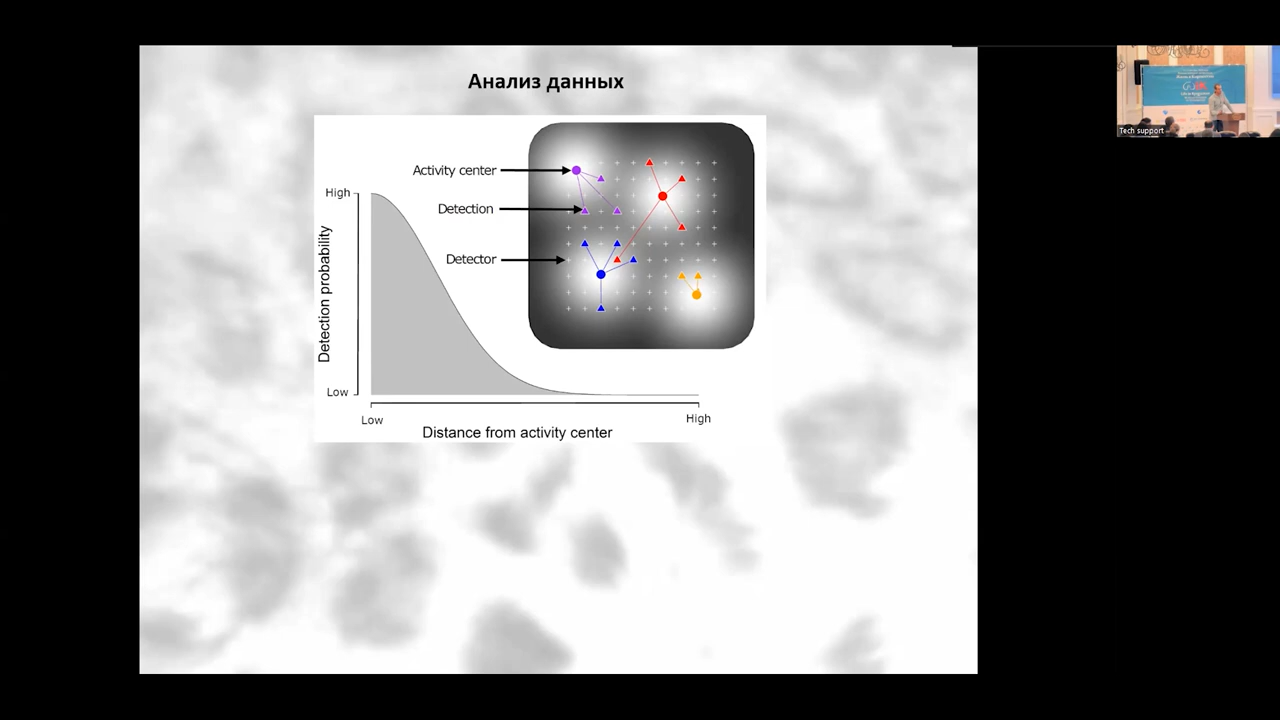 Анализ данных
Activity center
Detection
Detector
High
Detection probability
Low
Low
High
Distance from activity center
Tech support